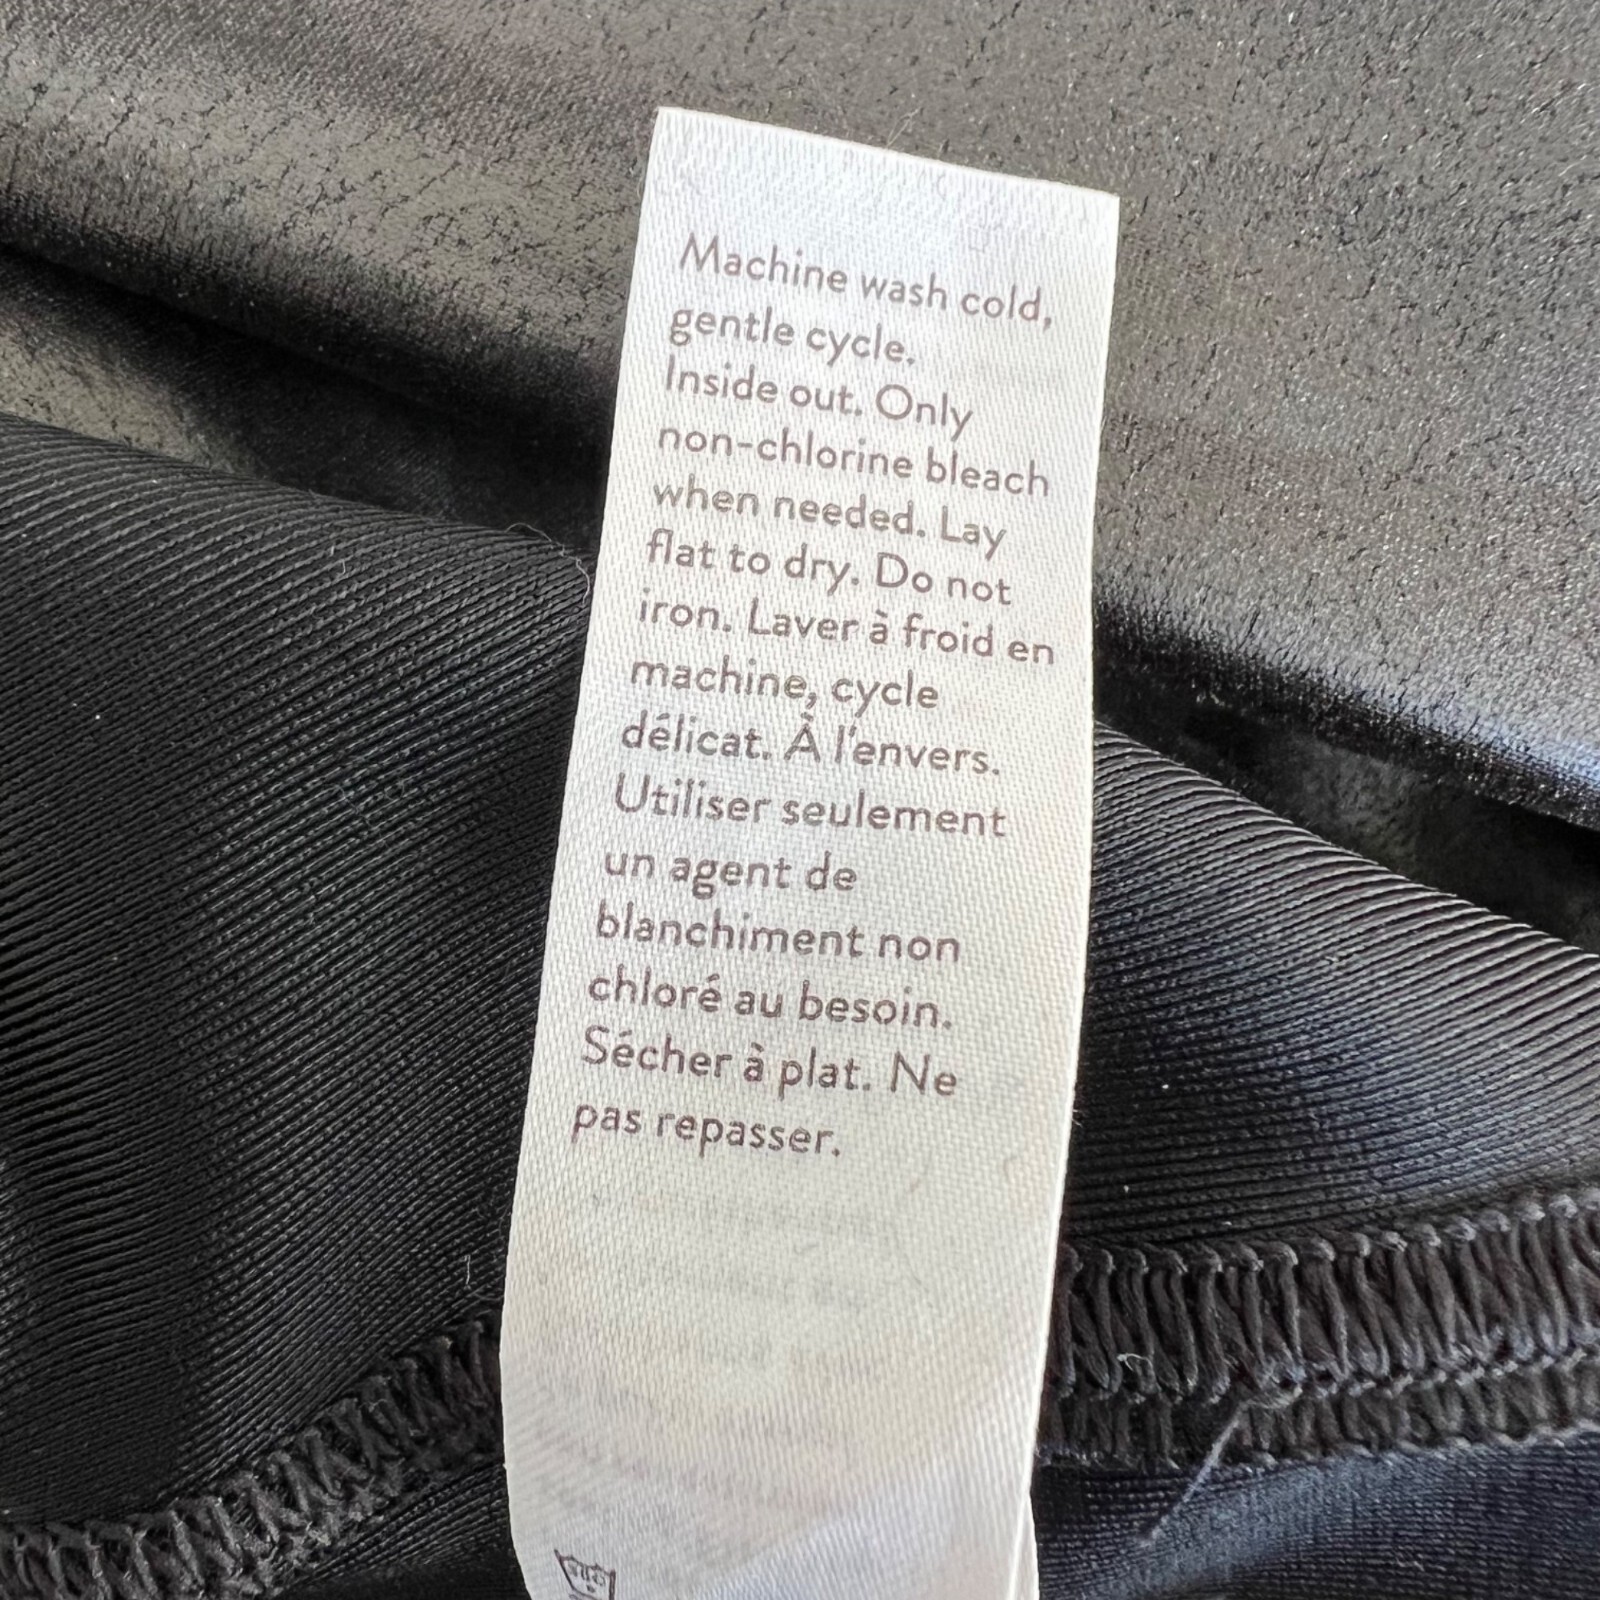 Machine wash cold,
gentle cycle.
Inside out. Only
non-chlorine bleach
when needed. Lay
flat to dry. Do not
iron. Laver à froid en
machine, cycle
délicat. À l'envers.
Utiliser seulement
un agent de
blanchiment non
chloré au besoin.
Sécher à plat. Ne
pas repasser.